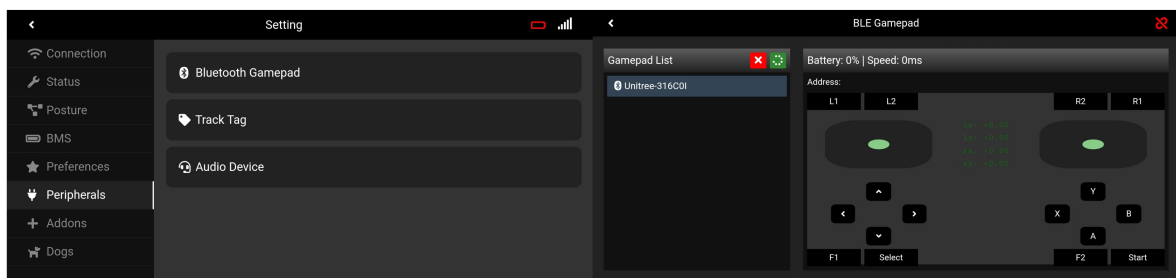 Setting
Connection
Status
Posture
BMS
Preferences
Peripherals
Addons
Dogs
Bluetooth Gamepad
Track Tag
Audio Device
BLE Gamepad
Gamepad List
Unitree-316C0I
Battery: 0% | Speed: 0ms
Address:
L1 L2 R2 R1
Y
X B
A
F1 Select F2 Start